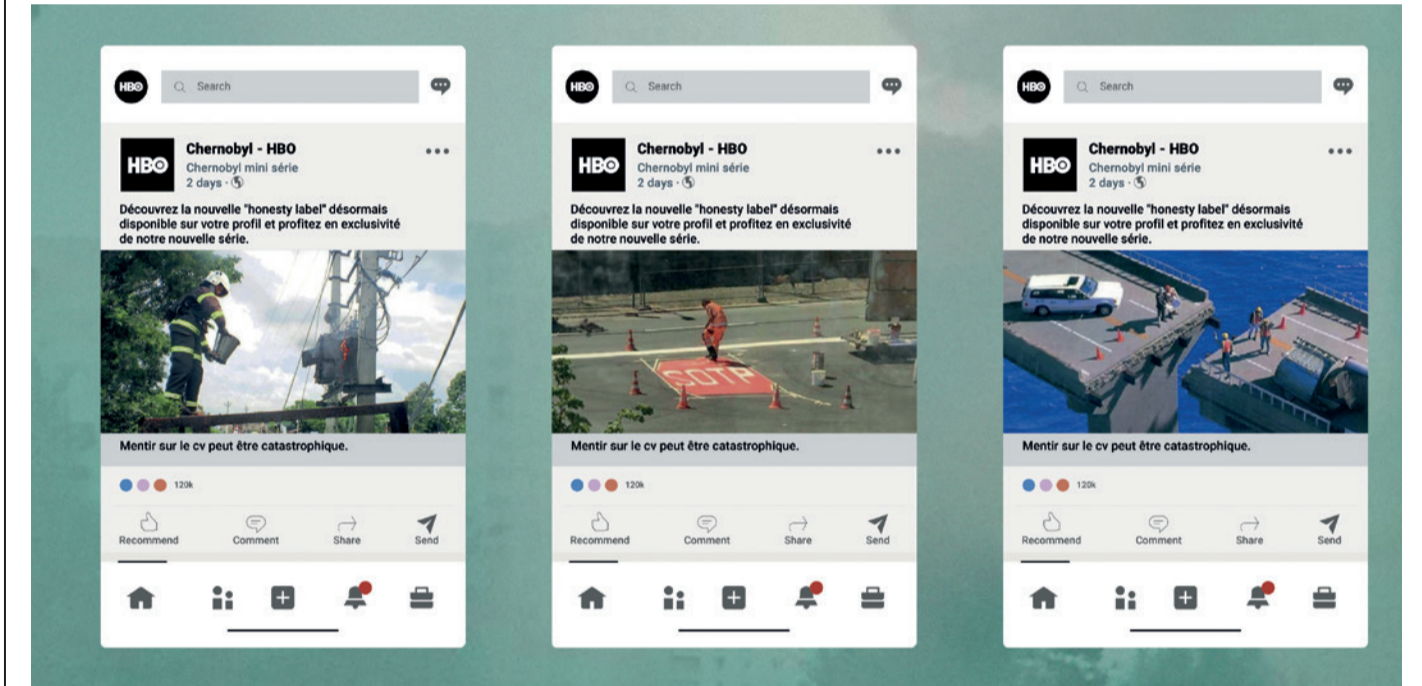 HBO
Search
HBO
Chernobyl - HBO
Chernobyl mini série
2 days ·
Découvrez la nouvelle "honesty label" désormais
disponible sur votre profil et profitez en exclusivité
de notre nouvelle série.
Mentir sur le cv peut être catastrophique.
120k
Recommend Comment Share Send
HBO
Search
HBO
Chernobyl - HBO
Chernobyl mini série
2 days ·
Découvrez la nouvelle "honesty label" désormais
disponible sur votre profil et profitez en exclusivité
de notre nouvelle série.
COTP
Mentir sur le cv peut être catastrophique.
120k
Recommend Comment Share Send
HBO
Search
HBO
Chernobyl - HBO
Chernobyl mini série
2 days ·
Découvrez la nouvelle "honesty label" désormais
disponible sur votre profil et profitez en exclusivité
de notre nouvelle série.
Mentir sur le cv peut être catastrophique.
120k
Recommend Comment Share Send